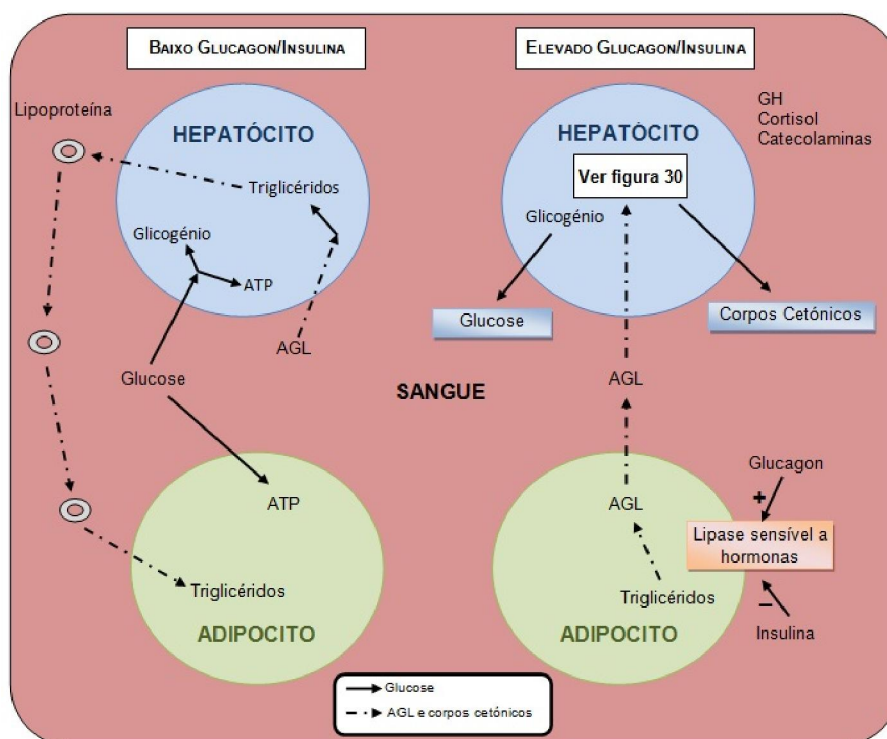 BAIXO GLUCAGON/INSULINA
Lipoproteína
HEPATÓCITO
Triglicéridos
Glicogénio
ATP
AGL
Glucose
ATP
Triglicéridos
ADIPOCITO
SANGUE
ELEVADO GLUCAGON/INSULINA
GH
Cortisol
Catecolaminas
HEPATÓCITO
Ver figura 30
Glicogénio
Glucose
Corpos Cetónicos
AGL
AGL
Triglicéridos
ADIPOCITO
Glucagon
+
Lipase sensível a
hormonas
–
Insulina
Glucose
AGL e corpos cetónicos